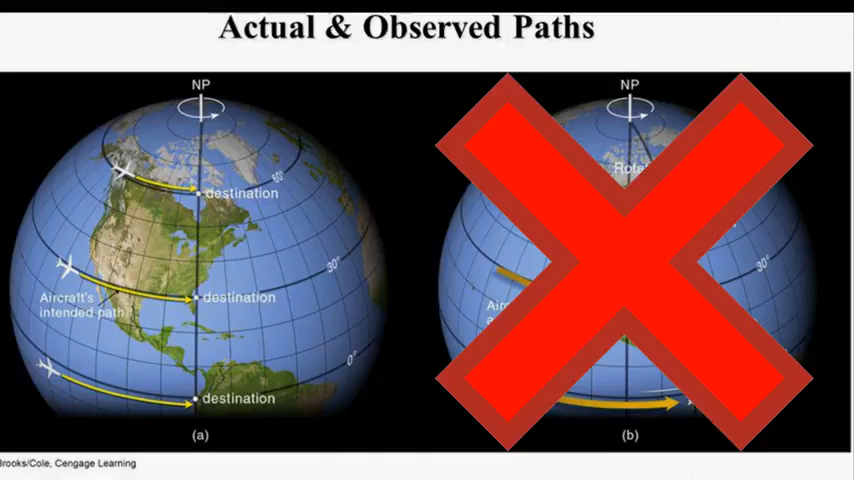 Actual & Observed Paths
NP
60°
destination
30°
destination
Aircraft's
intended path
0°
destination
(a)
NP
30°
(b)
Brooks/Cole, Cengage Learning